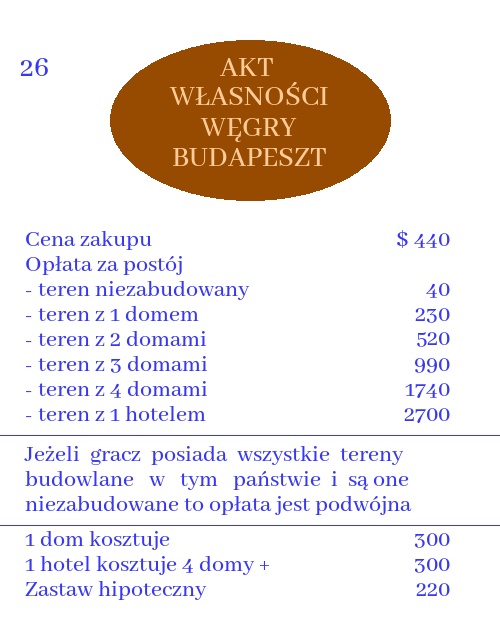 26
AKT
WŁASNOŚCI
WĘGRY
BUDAPESZT
Cena zakupu $ 440
Opłata za postój
- teren niezabudowany 40
- teren z 1 domem 230
- teren z 2 domami 520
- teren z 3 domami 990
- teren z 4 domami 1740
- teren z 1 hotelem 2700
Jeżeli gracz posiada wszystkie tereny
budowlane w tym państwie i są one
niezabudowane to opłata jest podwójna
1 dom kosztuje 300
1 hotel kosztuje 4 domy + 300
Zastaw hipoteczny 220